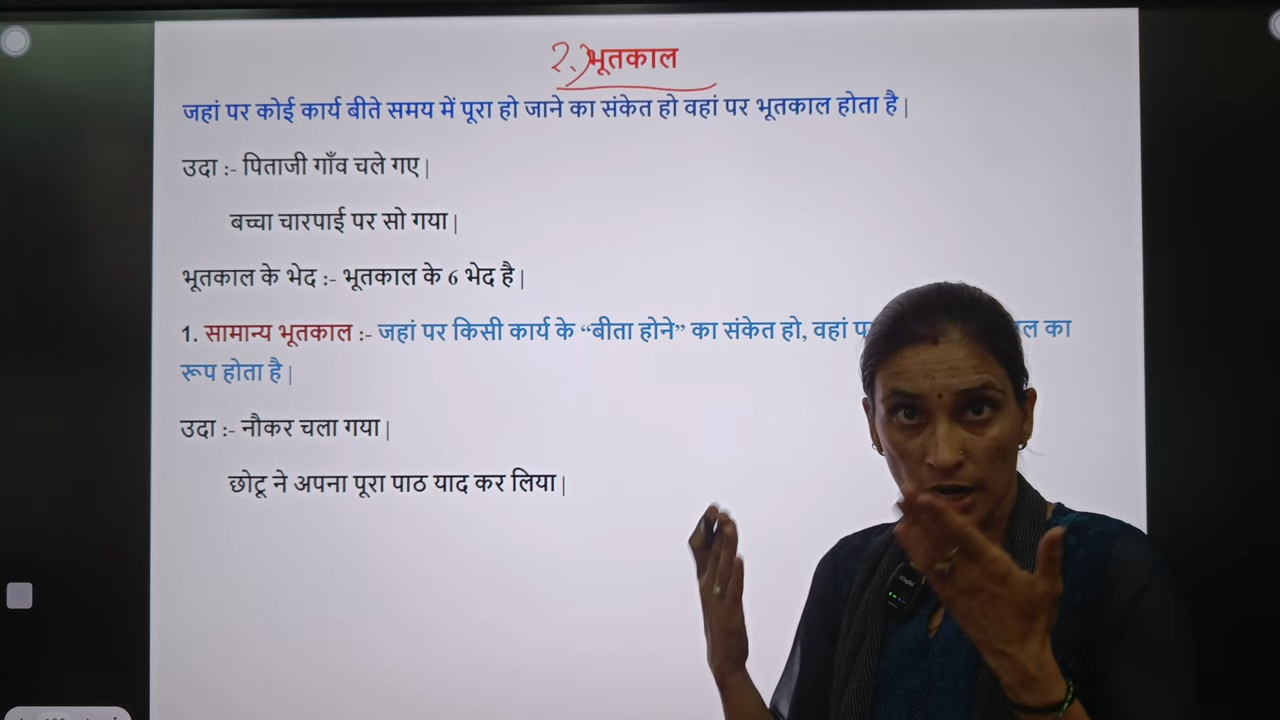 2.) भूतकाल
जहां पर कोई कार्य बीते समय में पूरा हो जाने का संकेत हो वहां पर भूतकाल होता है |
उदा :- पिताजी गाँव चले गए |
बच्चा चारपाई पर सो गया |
भूतकाल के भेद :- भूतकाल के 6 भेद है |
1. सामान्य भूतकाल :- जहां पर किसी कार्य के “बीता होने” का संकेत हो, वहां का
रूप होता है |
उदा :- नौकर चला गया |
छोटू ने अपना पूरा पाठ याद कर लिया |